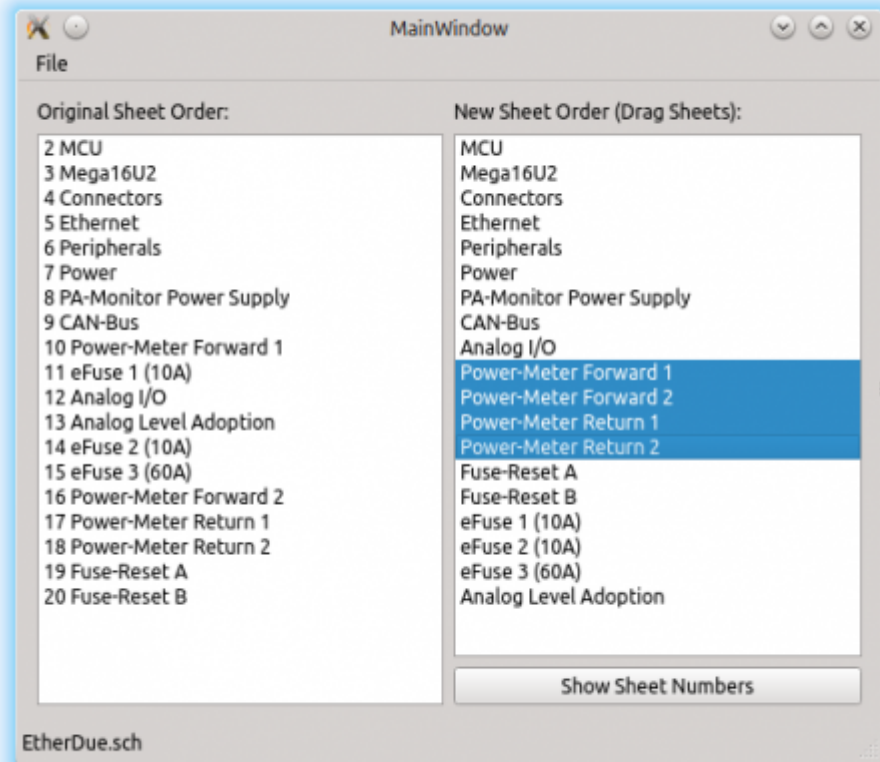 MainWindow
File
Original Sheet Order:
2 MCU
3 Mega16U2
4 Connectors
5 Ethernet
6 Peripherals
7 Power
8 PA-Monitor Power Supply
9 CAN-Bus
10 Power-Meter Forward 1
11 eFuse 1 (10A)
12 Analog I/O
13 Analog Level Adoption
14 eFuse 2 (10A)
15 eFuse 3 (60A)
16 Power-Meter Forward 2
17 Power-Meter Return 1
18 Power-Meter Return 2
19 Fuse-Reset A
20 Fuse-Reset B
New Sheet Order (Drag Sheets):
MCU
Mega16U2
Connectors
Ethernet
Peripherals
Power
PA-Monitor Power Supply
CAN-Bus
Analog I/O
Power-Meter Forward 1
Power-Meter Forward 2
Power-Meter Return 1
Power-Meter Return 2
Fuse-Reset A
Fuse-Reset B
eFuse 1 (10A)
eFuse 2 (10A)
eFuse 3 (60A)
Analog Level Adoption
Show Sheet Numbers
EtherDue.sch